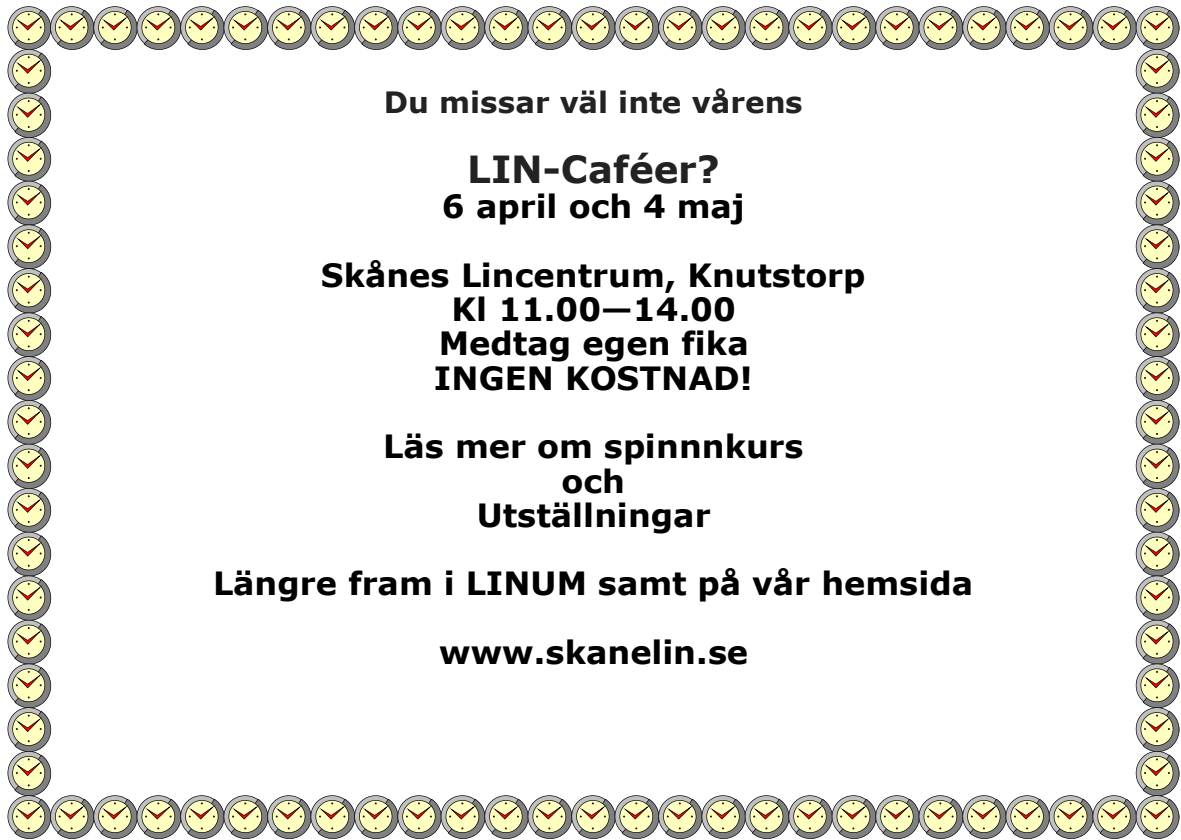 Du missar väl inte vårens
LIN-Caféer?
6 april och 4 maj
Skånes Lincentrum, Knutstorp
Kl 11.00—14.00
Medtag egen fika
INGEN KOSTNAD!
Läs mer om spinnnkurs
och
Utställningar
Längre fram i LINUM samt på vår hemsida
www.skanelin.se